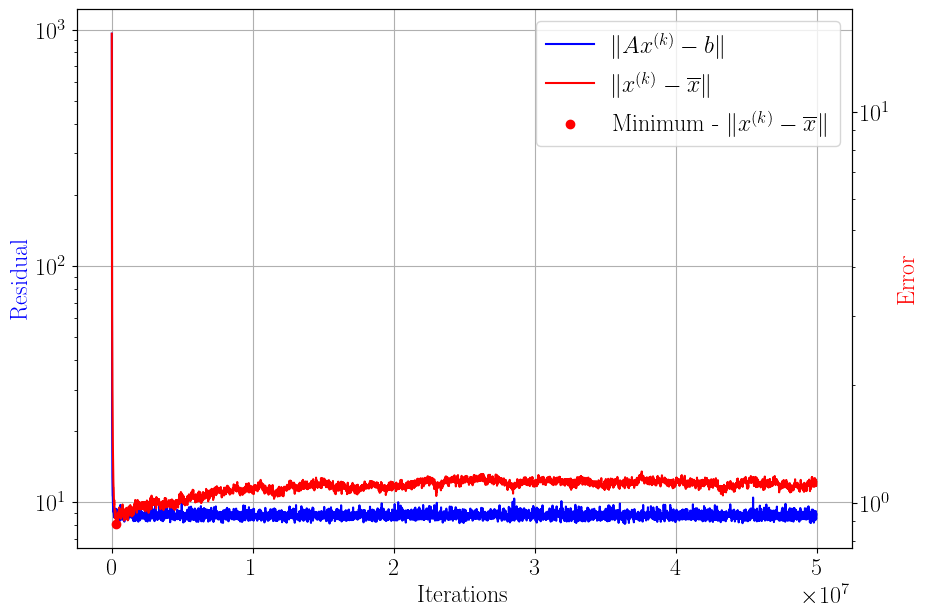 ‖Ax^{(k)} − b‖
‖x^{(k)} − x̅‖
Minimum - ‖x^{(k)} − x̅‖
10^3
10^2
10^1
Residual
10^1
10^0
Error
0 1 2 3 4 5
Iterations
×10^7